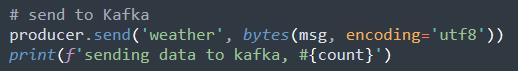 # send to Kafka
producer.send('weather', bytes(msg, encoding='utf8'))
print(f'sending data to kafka, #{count}')